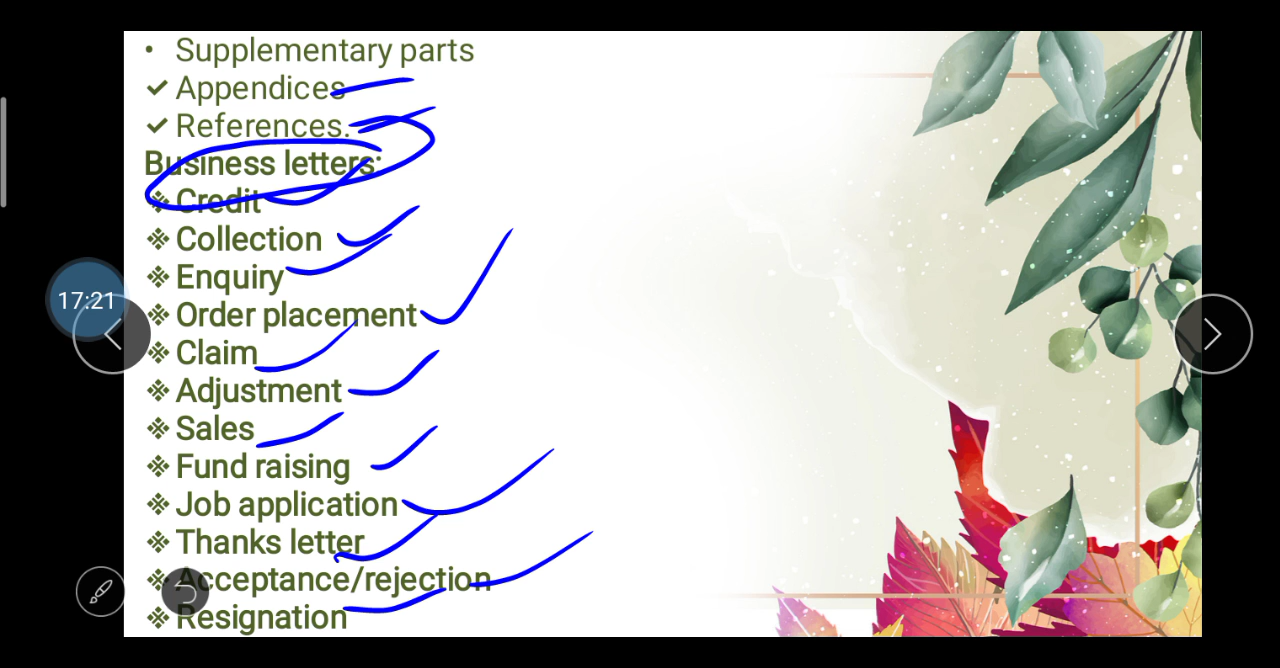 • Supplementary parts
✓ Appendices
✓ References.
Business letters:
❖ Credit
❖ Collection
❖ Enquiry
17:21
❖ Order placement
❖ Claim
❖ Adjustment
❖ Sales
❖ Fund raising
❖ Job application
❖ Thanks letter
❖ Acceptance/rejection
❖ Resignation